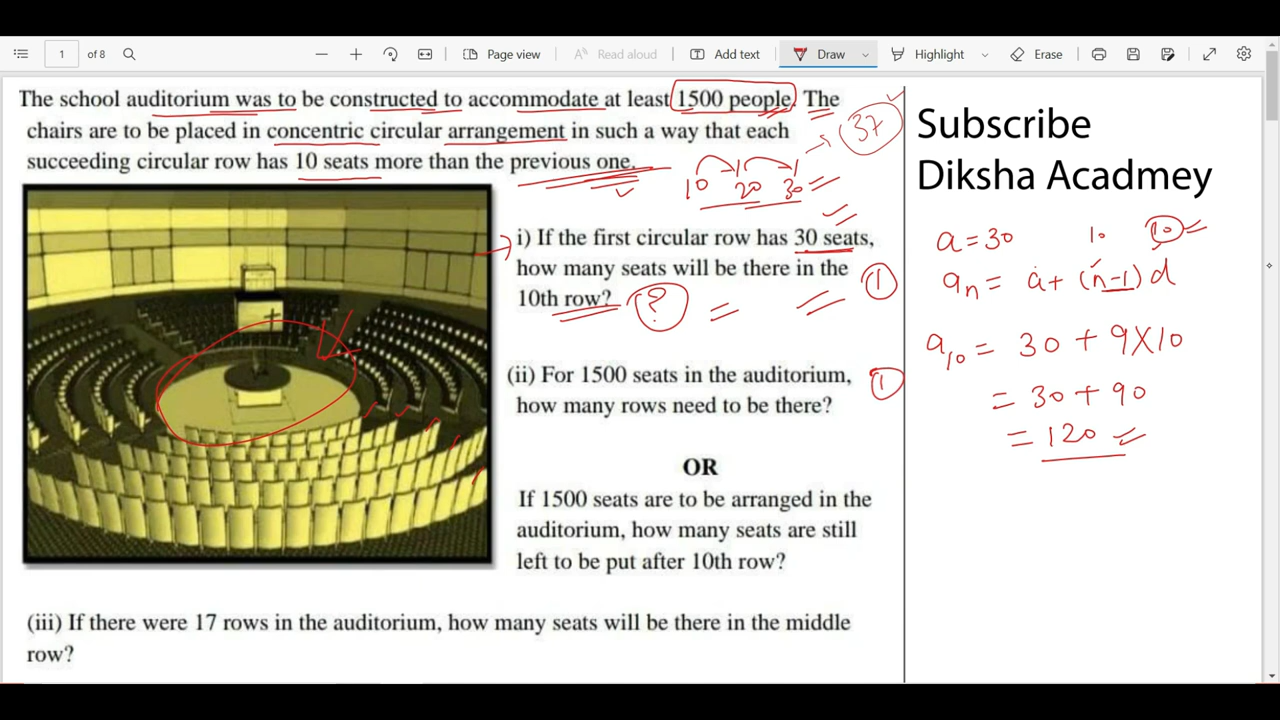 1 of 8
Page view
Read aloud
Add text
Draw
Highlight
Erase
The school auditorium was to be constructed to accommodate at least 1500 people. The
chairs are to be placed in concentric circular arrangement in such a way that each
succeeding circular row has 10 seats more than the previous one.
37
10 20 30
i) If the first circular row has 30 seats,
how many seats will be there in the
10th row? ?
1
(ii) For 1500 seats in the auditorium,
how many rows need to be there?
1
OR
If 1500 seats are to be arranged in the
auditorium, how many seats are still
left to be put after 10th row?
(iii) If there were 17 rows in the auditorium, how many seats will be there in the middle
row?
Subscribe
Diksha Acadmey
a = 30 10 10
an = a + (n-1) d
a10 = 30 + 9X10
= 30 + 90
= 120